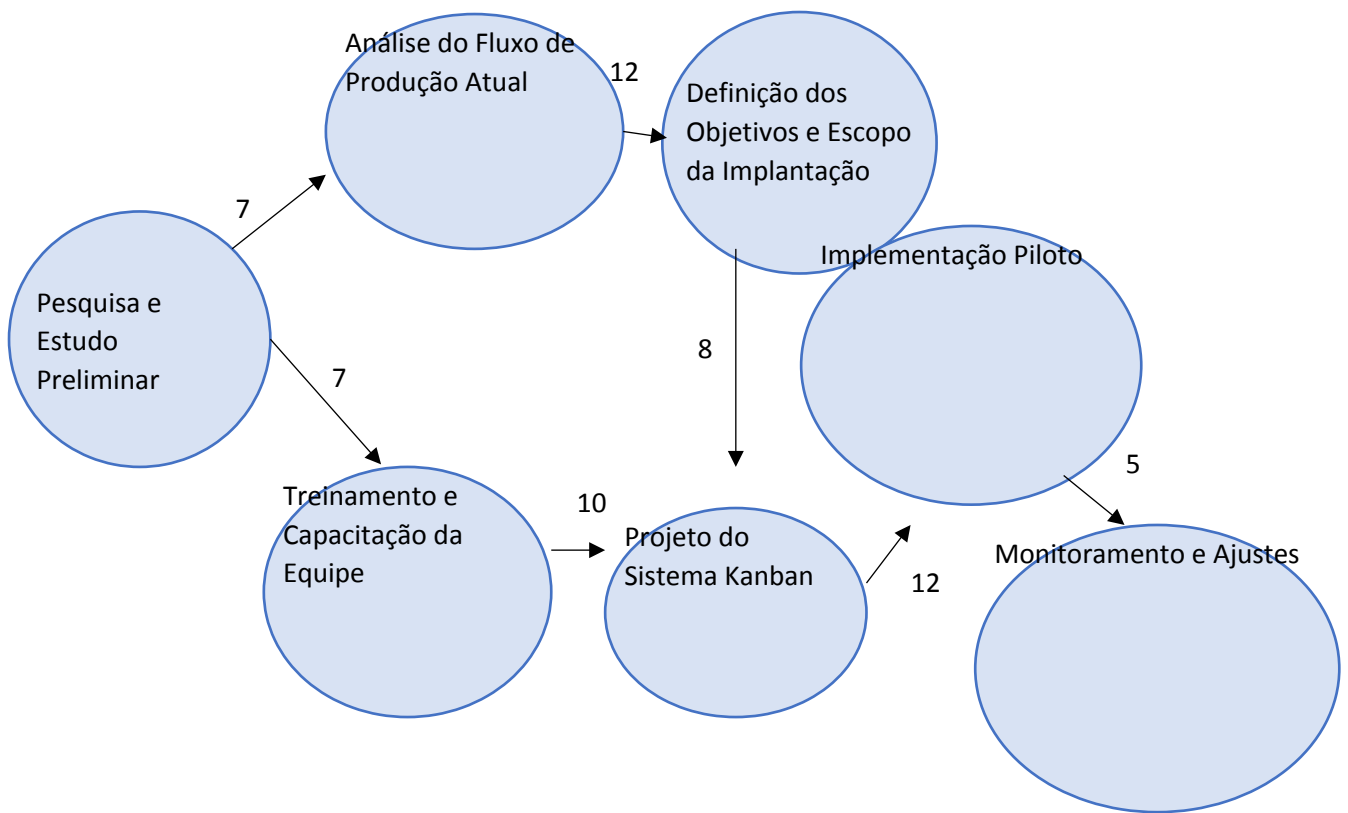 Análise do Fluxo de
Produção Atual
12
Definição dos
Objetivos e Escopo
da Implantação
7
Implementação Piloto
Pesquisa e
Estudo
Preliminar
8
7
5
Treinamento e
Capacitação da
Equipe
10
Projeto do
Sistema Kanban
12
Monitoramento e Ajustes